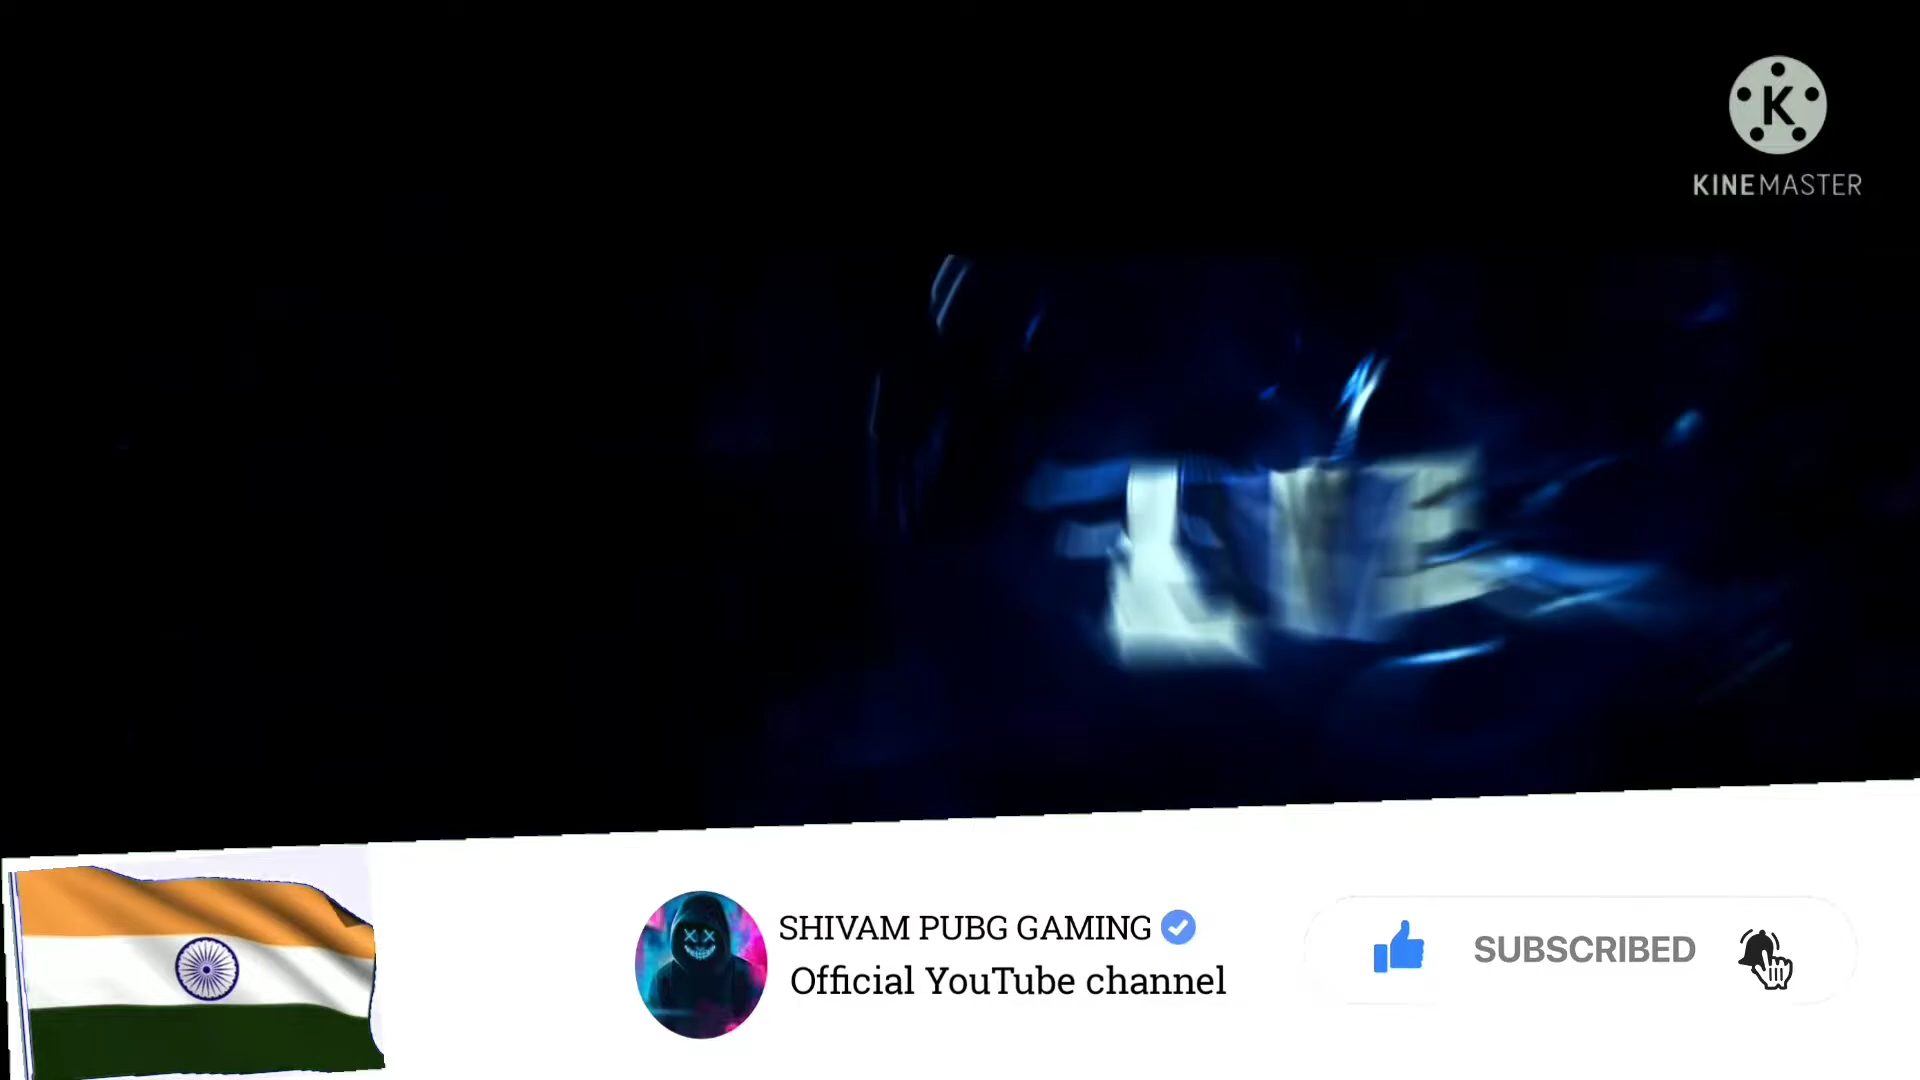 K
KINEMASTER
SHIVAM PUBG GAMING
Official YouTube channel
SUBSCRIBED